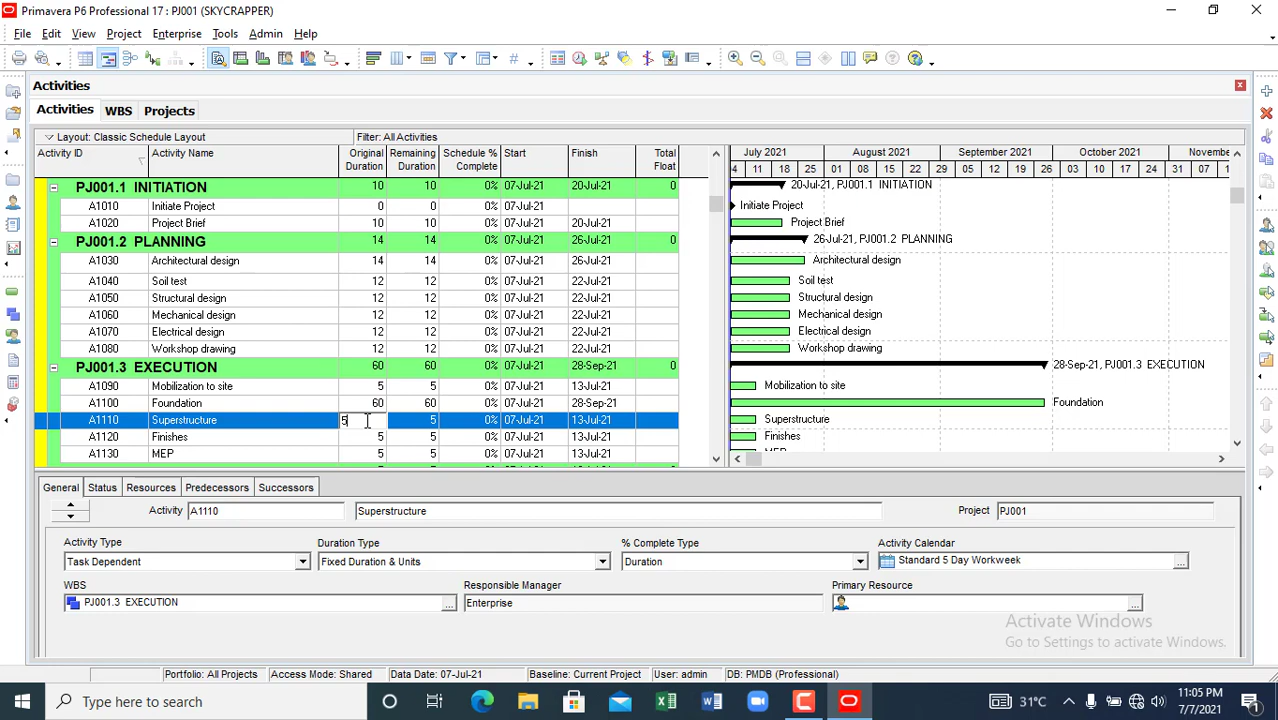 Primavera P6 Professional 17 : PJ001 (SKYCRAPPER)
File Edit View Project Enterprise Tools Admin Help
Activities
Activities WBS Projects
Layout: Classic Schedule Layout Filter: All Activities
Activity ID Activity Name Original Duration Remaining Duration Schedule % Complete Start Finish Total Float
July 2021 August 2021 September 2021 October 2021 Novembe
04 11 18 25 01 08 15 22 29 05 12 19 26 03 10 17 24 31 07
PJ001.1 INITIATION 10 10 0% 07-Jul-21 20-Jul-21 0 20-Jul-21, PJ001.1 INITIATION
A1010 Initiate Project 0 0 0% 07-Jul-21 Initiate Project
A1020 Project Brief 10 10 0% 07-Jul-21 20-Jul-21 Project Brief
PJ001.2 PLANNING 14 14 0% 07-Jul-21 26-Jul-21 0 26-Jul-21, PJ001.2 PLANNING
A1030 Architectural design 14 14 0% 07-Jul-21 26-Jul-21 Architectural design
A1040 Soil test 12 12 0% 07-Jul-21 22-Jul-21 Soil test
A1050 Structural design 12 12 0% 07-Jul-21 22-Jul-21 Structural design
A1060 Mechanical design 12 12 0% 07-Jul-21 22-Jul-21 Mechanical design
A1070 Electrical design 12 12 0% 07-Jul-21 22-Jul-21 Electrical design
A1080 Workshop drawing 12 12 0% 07-Jul-21 22-Jul-21 Workshop drawing
PJ001.3 EXECUTION 60 60 0% 07-Jul-21 28-Sep-21 0 28-Sep-21, PJ001.3 EXECUTION
A1090 Mobilization to site 5 5 0% 07-Jul-21 13-Jul-21 Mobilization to site
A1100 Foundation 60 60 0% 07-Jul-21 28-Sep-21 Foundation
A1110 Superstructure 5 5 0% 07-Jul-21 13-Jul-21 Superstructure
A1120 Finishes 5 5 0% 07-Jul-21 13-Jul-21 Finishes
A1130 MEP 5 5 0% 07-Jul-21 13-Jul-21
General Status Resources Predecessors Successors
Activity A1110 Superstructure Project PJ001
Activity Type Duration Type % Complete Type Activity Calendar
Task Dependent Fixed Duration & Units Duration Standard 5 Day Workweek
WBS Responsible Manager Primary Resource
PJ001.3 EXECUTION Enterprise
Activate Windows
Go to Settings to activate Windows.
Portfolio: All Projects Access Mode: Shared Data Date: 07-Jul-21 Baseline: Current Project User: admin DB: PMDB (Professional)
Type here to search 31°C 11:05 PM
7/7/2021